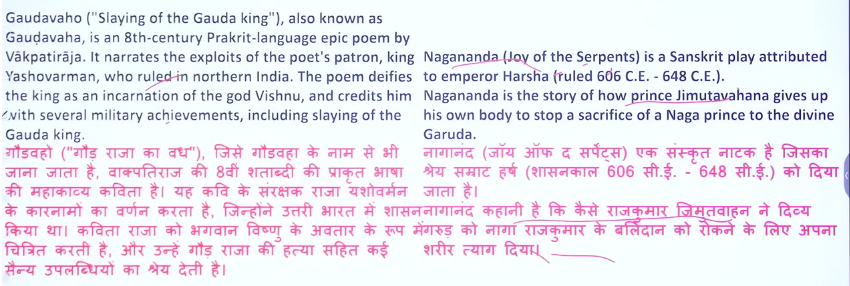 Gaudavaho ("Slaying of the Gauda king"), also known as
Gauḍavaha, is an 8th-century Prakrit-language epic poem by
Vākpatirāja. It narrates the exploits of the poet's patron, king
Yashovarman, who ruled in northern India. The poem deifies
the king as an incarnation of the god Vishnu, and credits him
with several military achievements, including slaying of the
Gauda king.
गौडवहो ("गौड़ राजा का वध"), जिसे गौडवहा के नाम से भी
जाना जाता है, वाक्पतिराज की 8वीं शताब्दी की प्राकृत भाषा
की महाकाव्य कविता है। यह कवि के संरक्षक राजा यशोवर्मन
के कारनामों का वर्णन करता है, जिन्होंने उत्तरी भारत में शासन
किया था। कविता राजा को भगवान विष्णु के अवतार के रूप में
चित्रित करती है, और उन्हें गौड़ राजा की हत्या सहित कई
सैन्य उपलब्धियों का श्रेय देती है।
Nagananda (Joy of the Serpents) is a Sanskrit play attributed
to emperor Harsha (ruled 606 C.E. - 648 C.E.).
Nagananda is the story of how prince Jimutavahana gives up
his own body to stop a sacrifice of a Naga prince to the divine
Garuda.
नागानंद (जॉय ऑफ द सर्पेंट्स) एक संस्कृत नाटक है जिसका
श्रेय सम्राट हर्ष (शासनकाल 606 सी.ई. - 648 सी.ई.) को दिया
जाता है।
नागानंद कहानी है कि कैसे राजकुमार जिमुतवाहन ने दिव्य
गरुड़ को नागा राजकुमार के बलिदान को रोकने के लिए अपना
शरीर त्याग दिया।